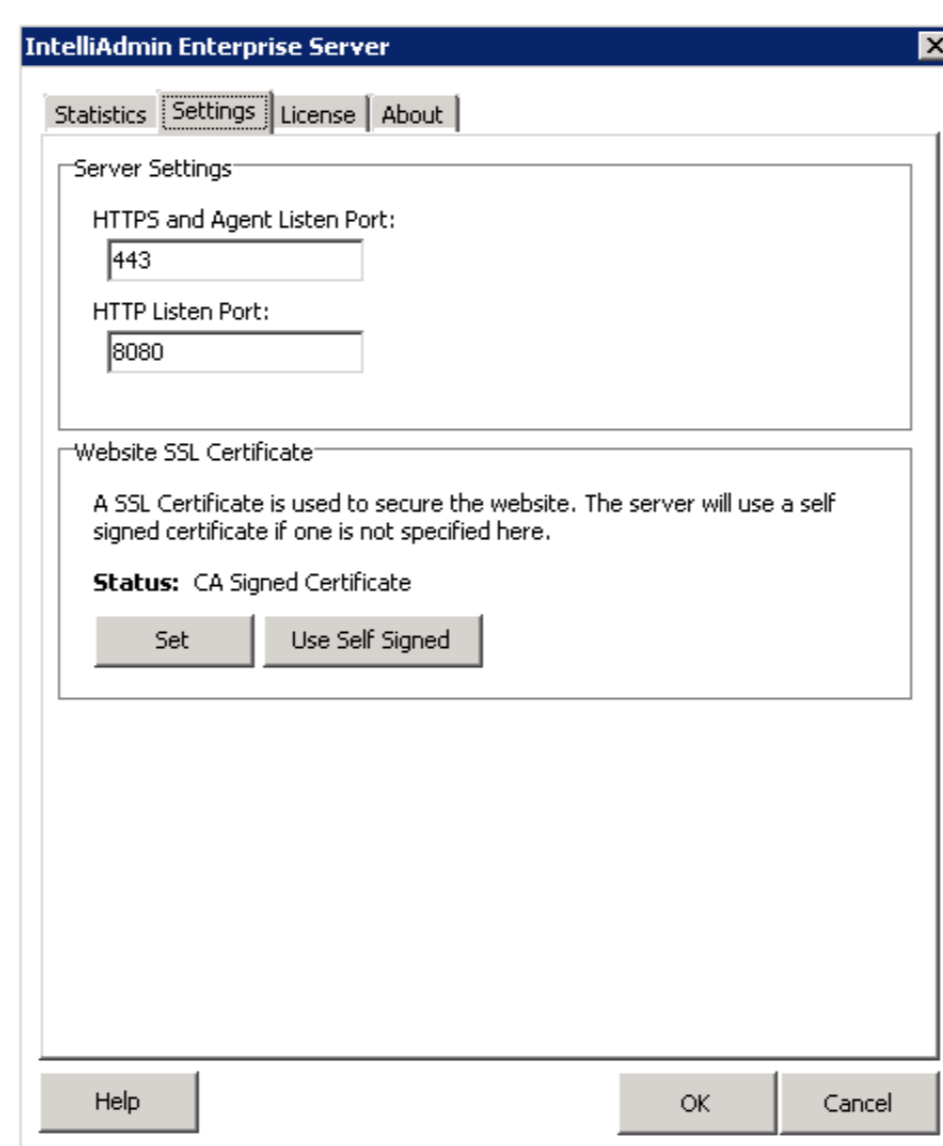 IntelliAdmin Enterprise Server
Statistics Settings License About
Server Settings
HTTPS and Agent Listen Port:
443
HTTP Listen Port:
8080
Website SSL Certificate
A SSL Certificate is used to secure the website. The server will use a self
signed certificate if one is not specified here.
Status: CA Signed Certificate
Set Use Self Signed
Help OK Cancel